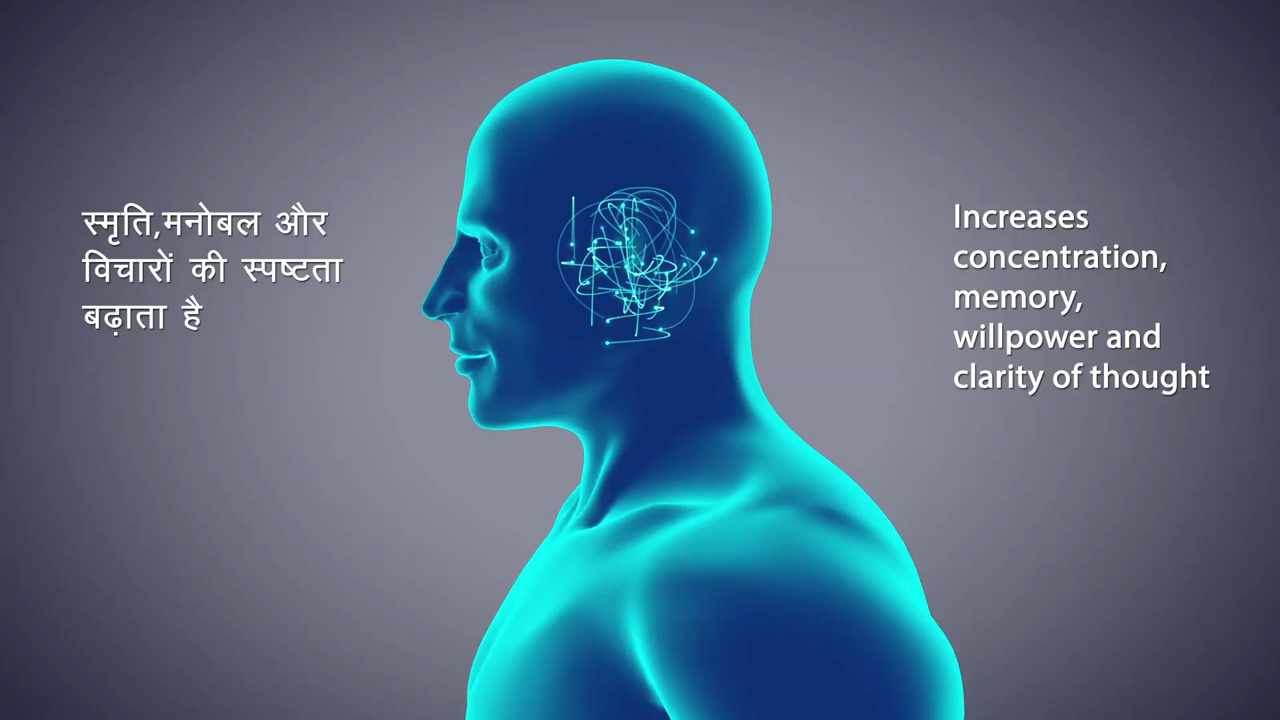 स्मृति,मनोबल और
विचारों की स्पष्टता
बढ़ाता है
Increases
concentration,
memory,
willpower and
clarity of thought